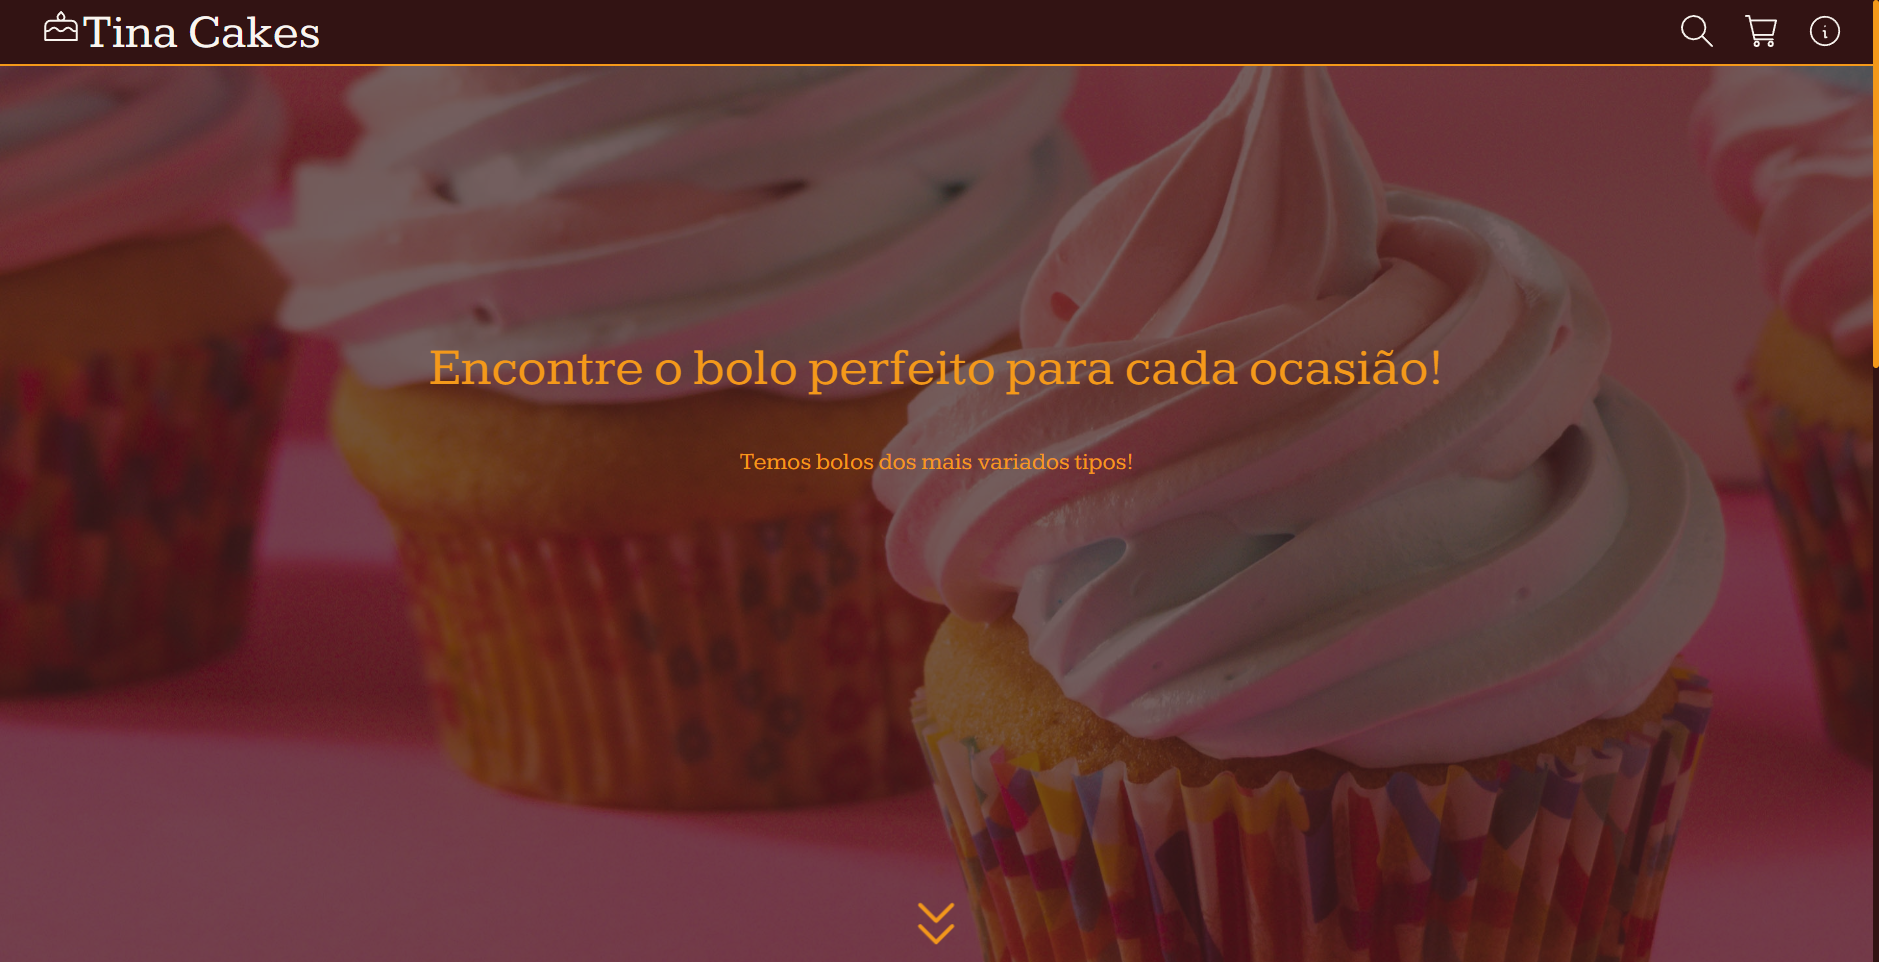 Tina Cakes
Encontre o bolo perfeito para cada ocasião!
Temos bolos dos mais variados tipos!